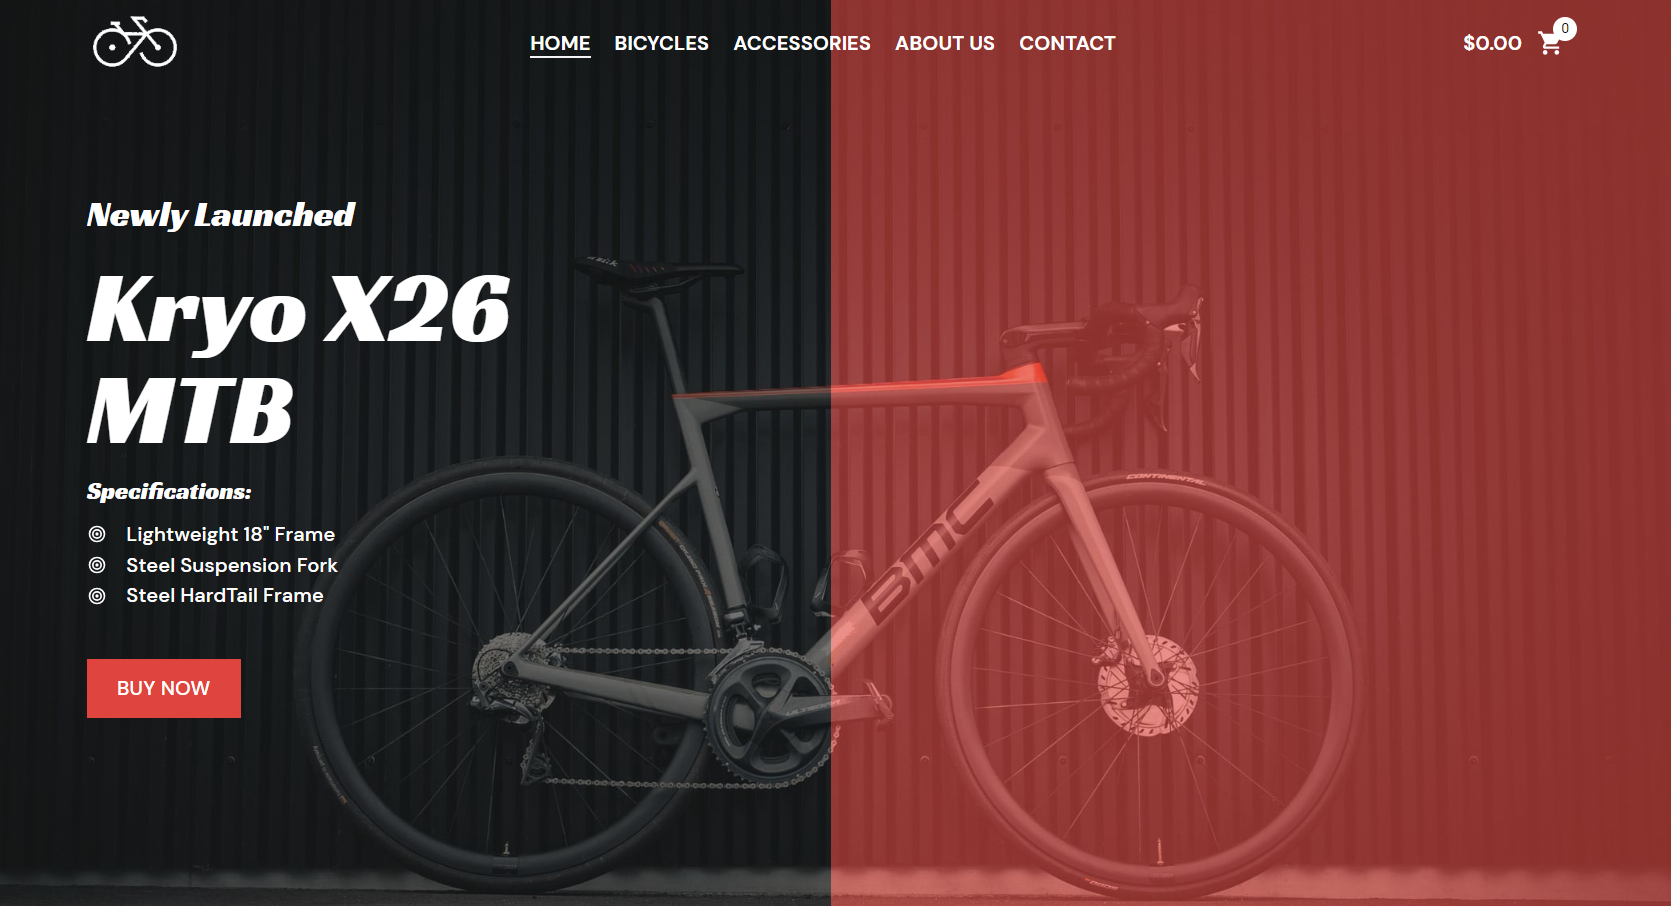 HOME BICYCLES ACCESSORIES ABOUT US CONTACT $0.00 0
Newly Launched
Kryo X26
MTB
Specifications:
Lightweight 18" Frame
Steel Suspension Fork
Steel HardTail Frame
BUY NOW
CONTINENTAL
BMC